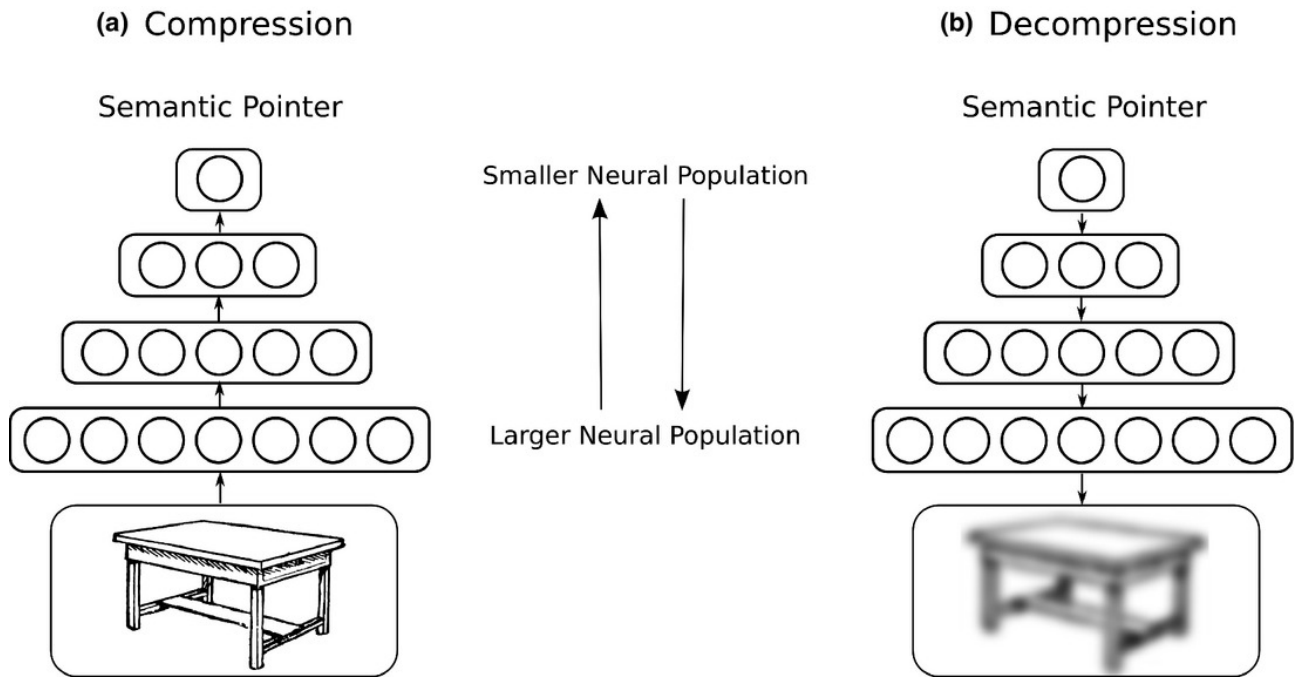 (a) Compression
(b) Decompression
Semantic Pointer
Semantic Pointer
Smaller Neural Population
Larger Neural Population